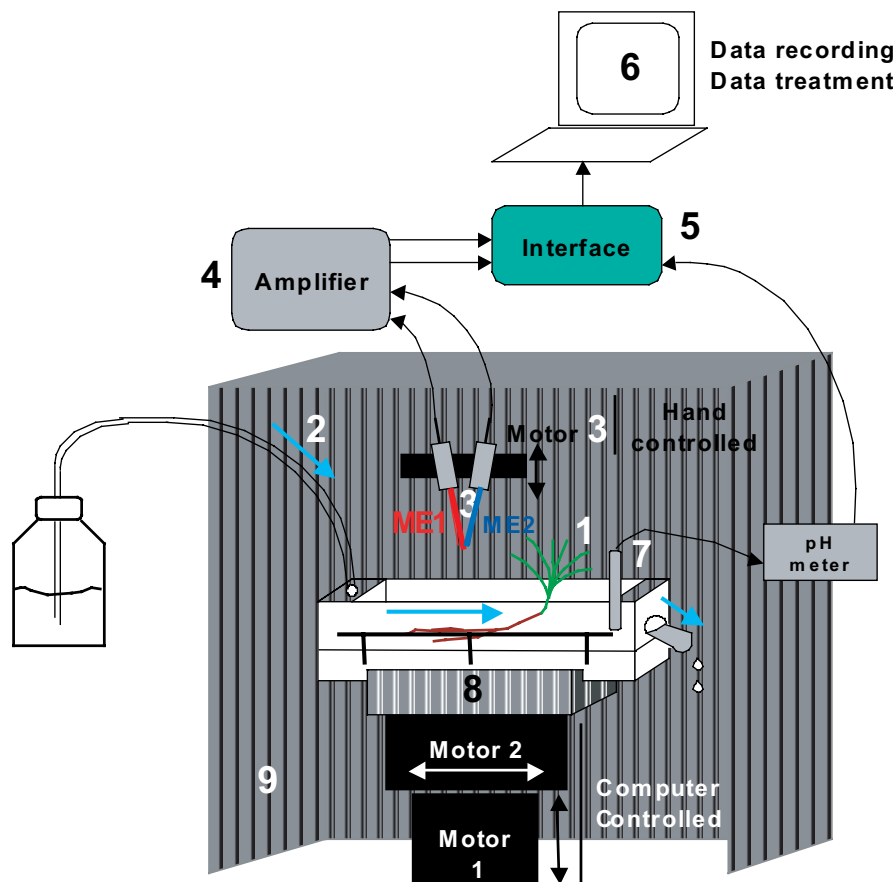 6
Data recording
Data treatment
4
Amplifier
Interface
5
2
Motor 3
Hand
controlled
3
ME1
ME2
1
7
pH
meter
8
Motor 2
9
Computer
Controlled
Motor
1